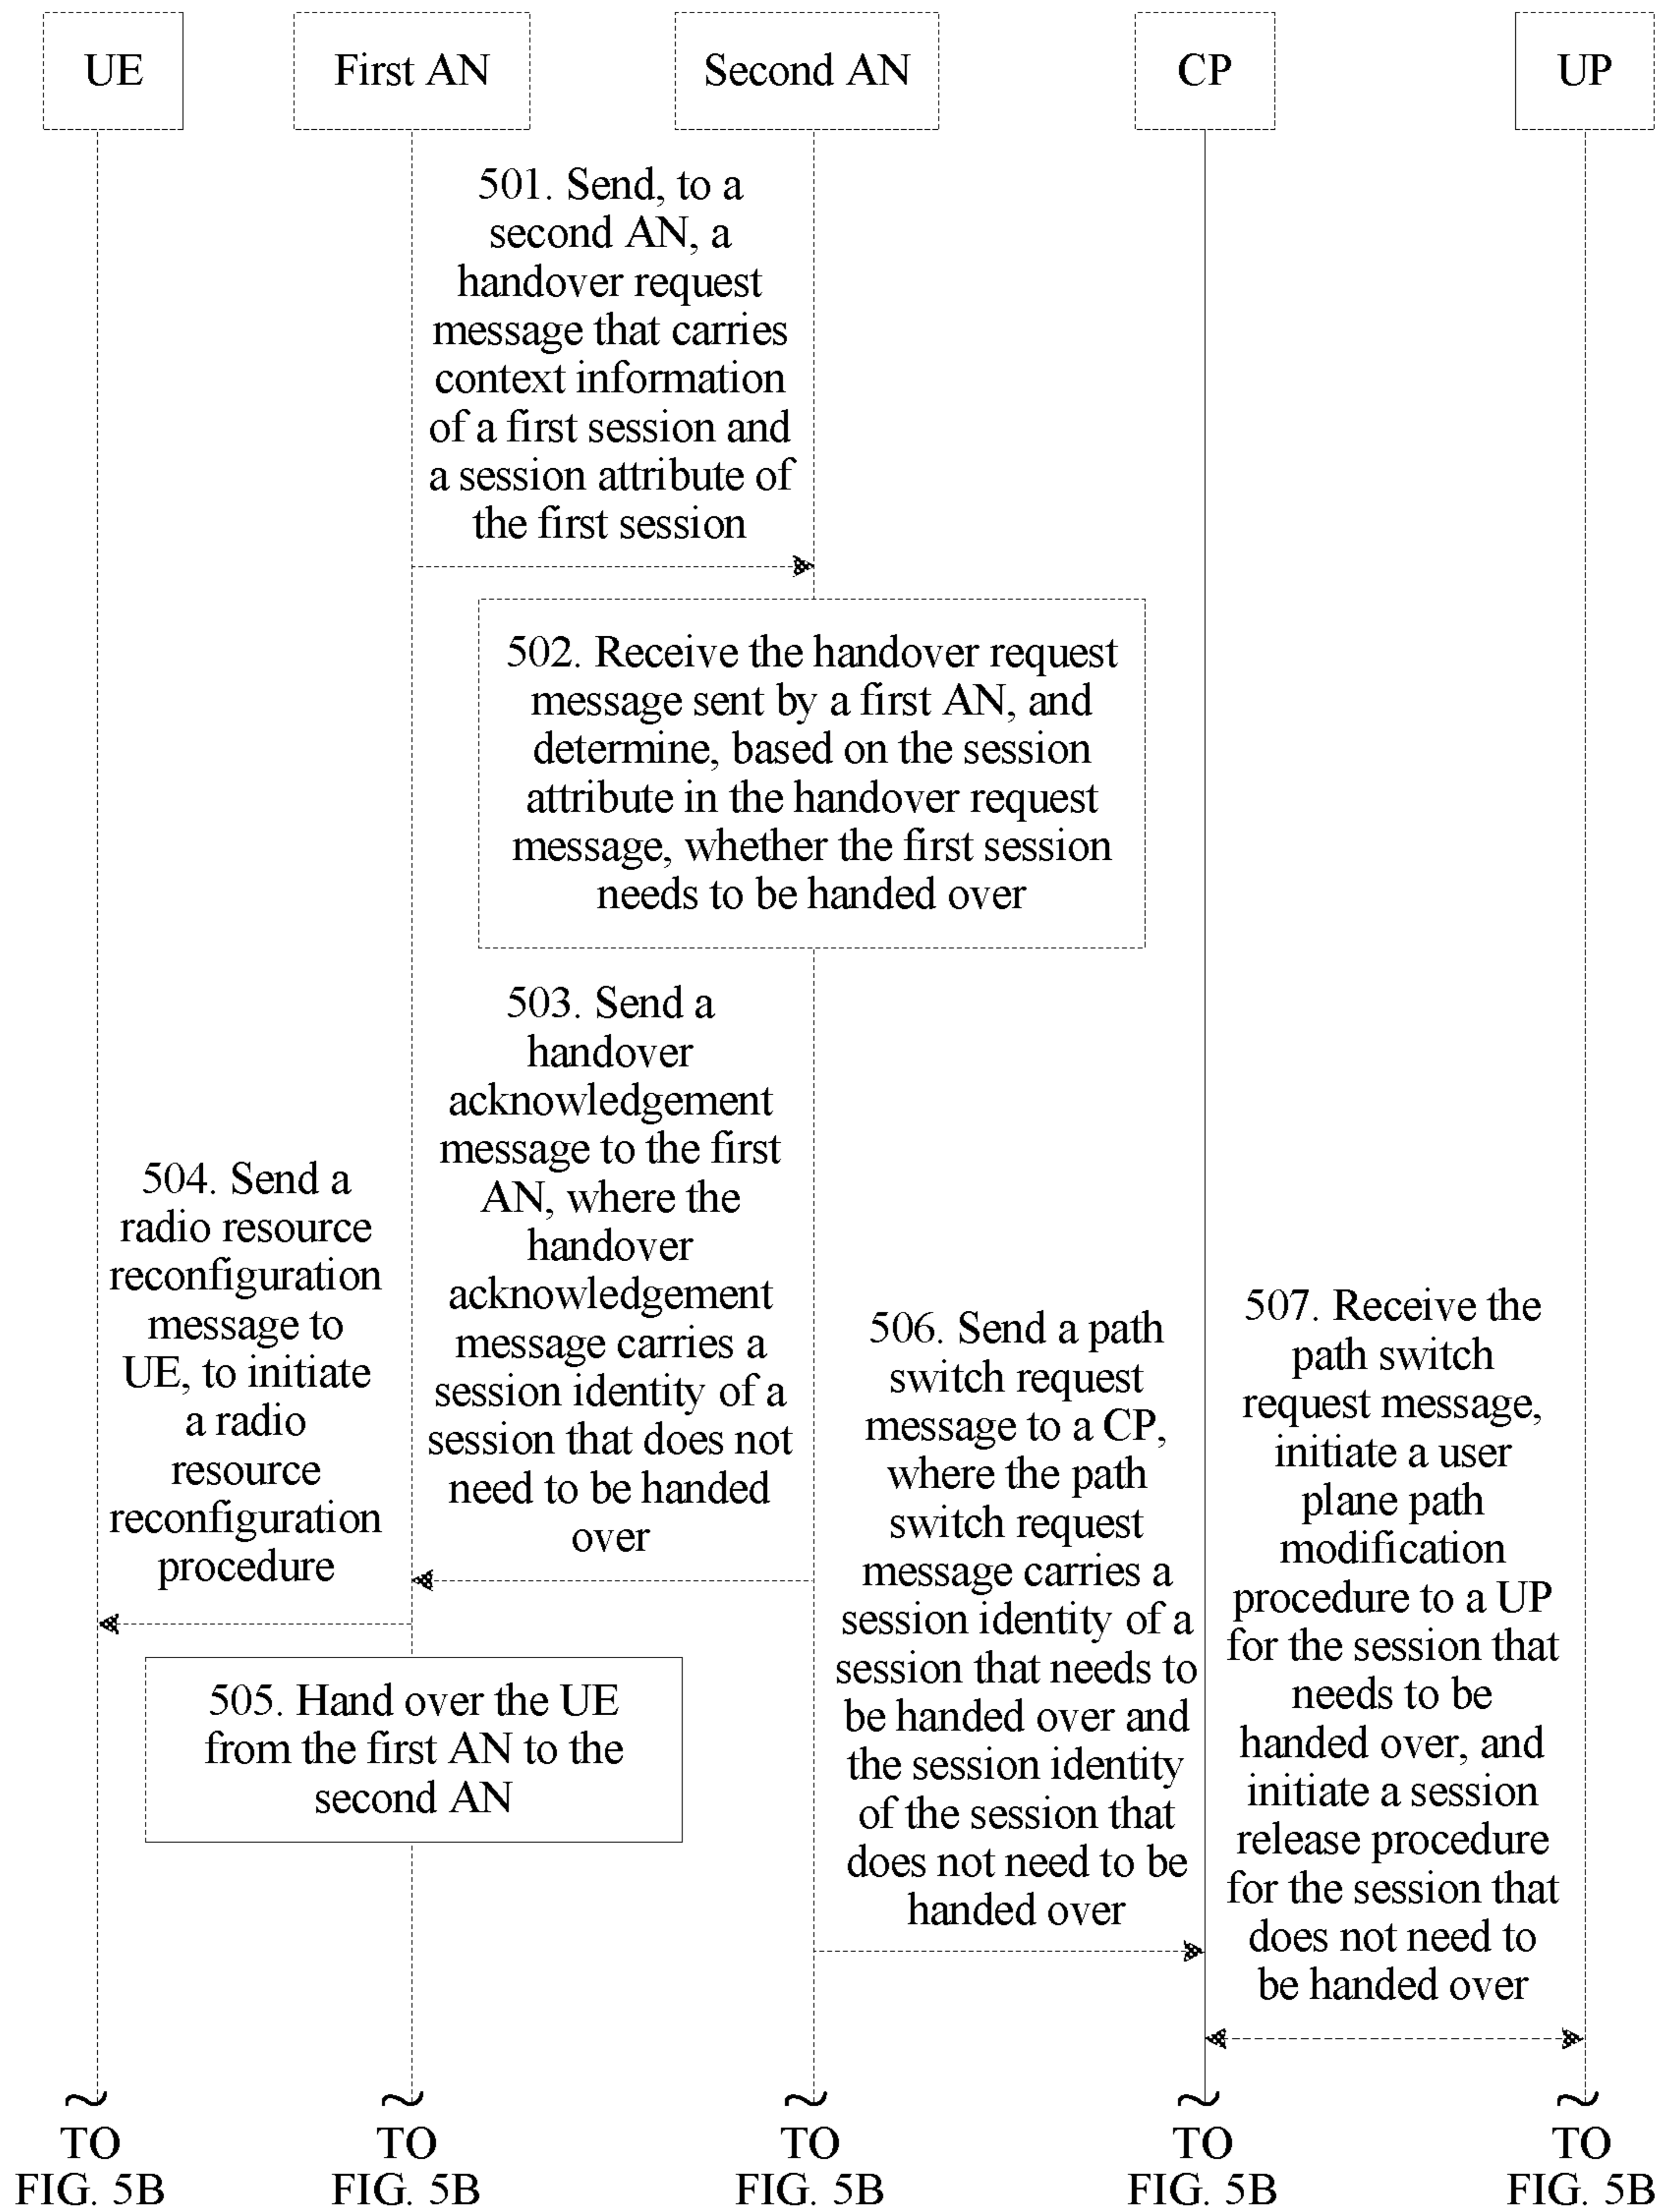 UE
First AN
Second AN
CP
UP
501. Send, to a
second AN, a
handover request
message that carries
context information
of a first session and
a session attribute of
the first session
502. Receive the handover request
message sent by a first AN, and
determine, based on the session
attribute in the handover request
message, whether the first session
needs to be handed over
503. Send a
handover
acknowledgement
message to the first
AN, where the
handover
acknowledgement
message carries a
session identity of a
session that does not
need to be handed
over
504. Send a
radio resource
reconfiguration
message to
UE, to initiate
a radio
resource
reconfiguration
procedure
505. Hand over the UE
from the first AN to the
second AN
506. Send a path
switch request
message to a CP,
where the path
switch request
message carries a
session identity of a
session that needs to
be handed over and
the session identity
of the session that
does not need to be
handed over
507. Receive the
path switch
request message,
initiate a user
plane path
modification
procedure to a UP
for the session that
needs to be
handed over, and
initiate a session
release procedure
for the session that
does not need to
be handed over
TO
FIG. 5B
TO
FIG. 5B
TO
FIG. 5B
TO
FIG. 5B
TO
FIG. 5B